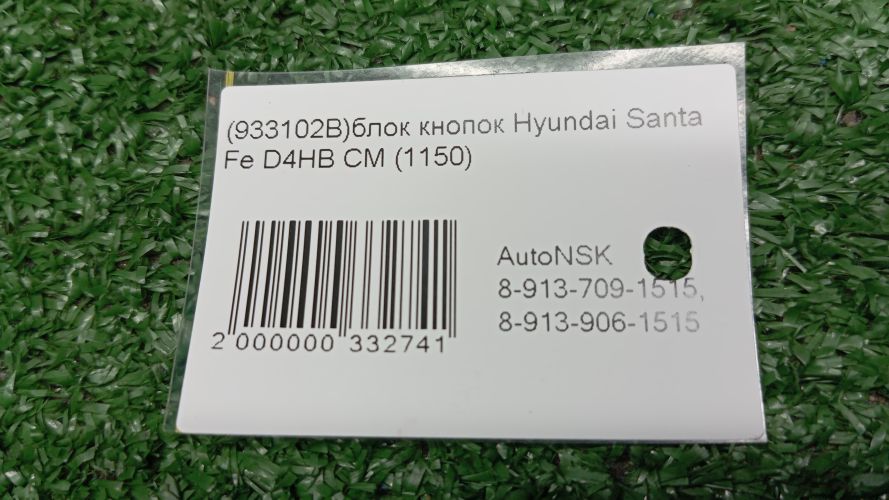 (933102B)блок кнопок Hyundai Santa
Fe D4HB CM (1150)
AutoNSK
8-913-709-1515,
8-913-906-1515
2 000000 332741